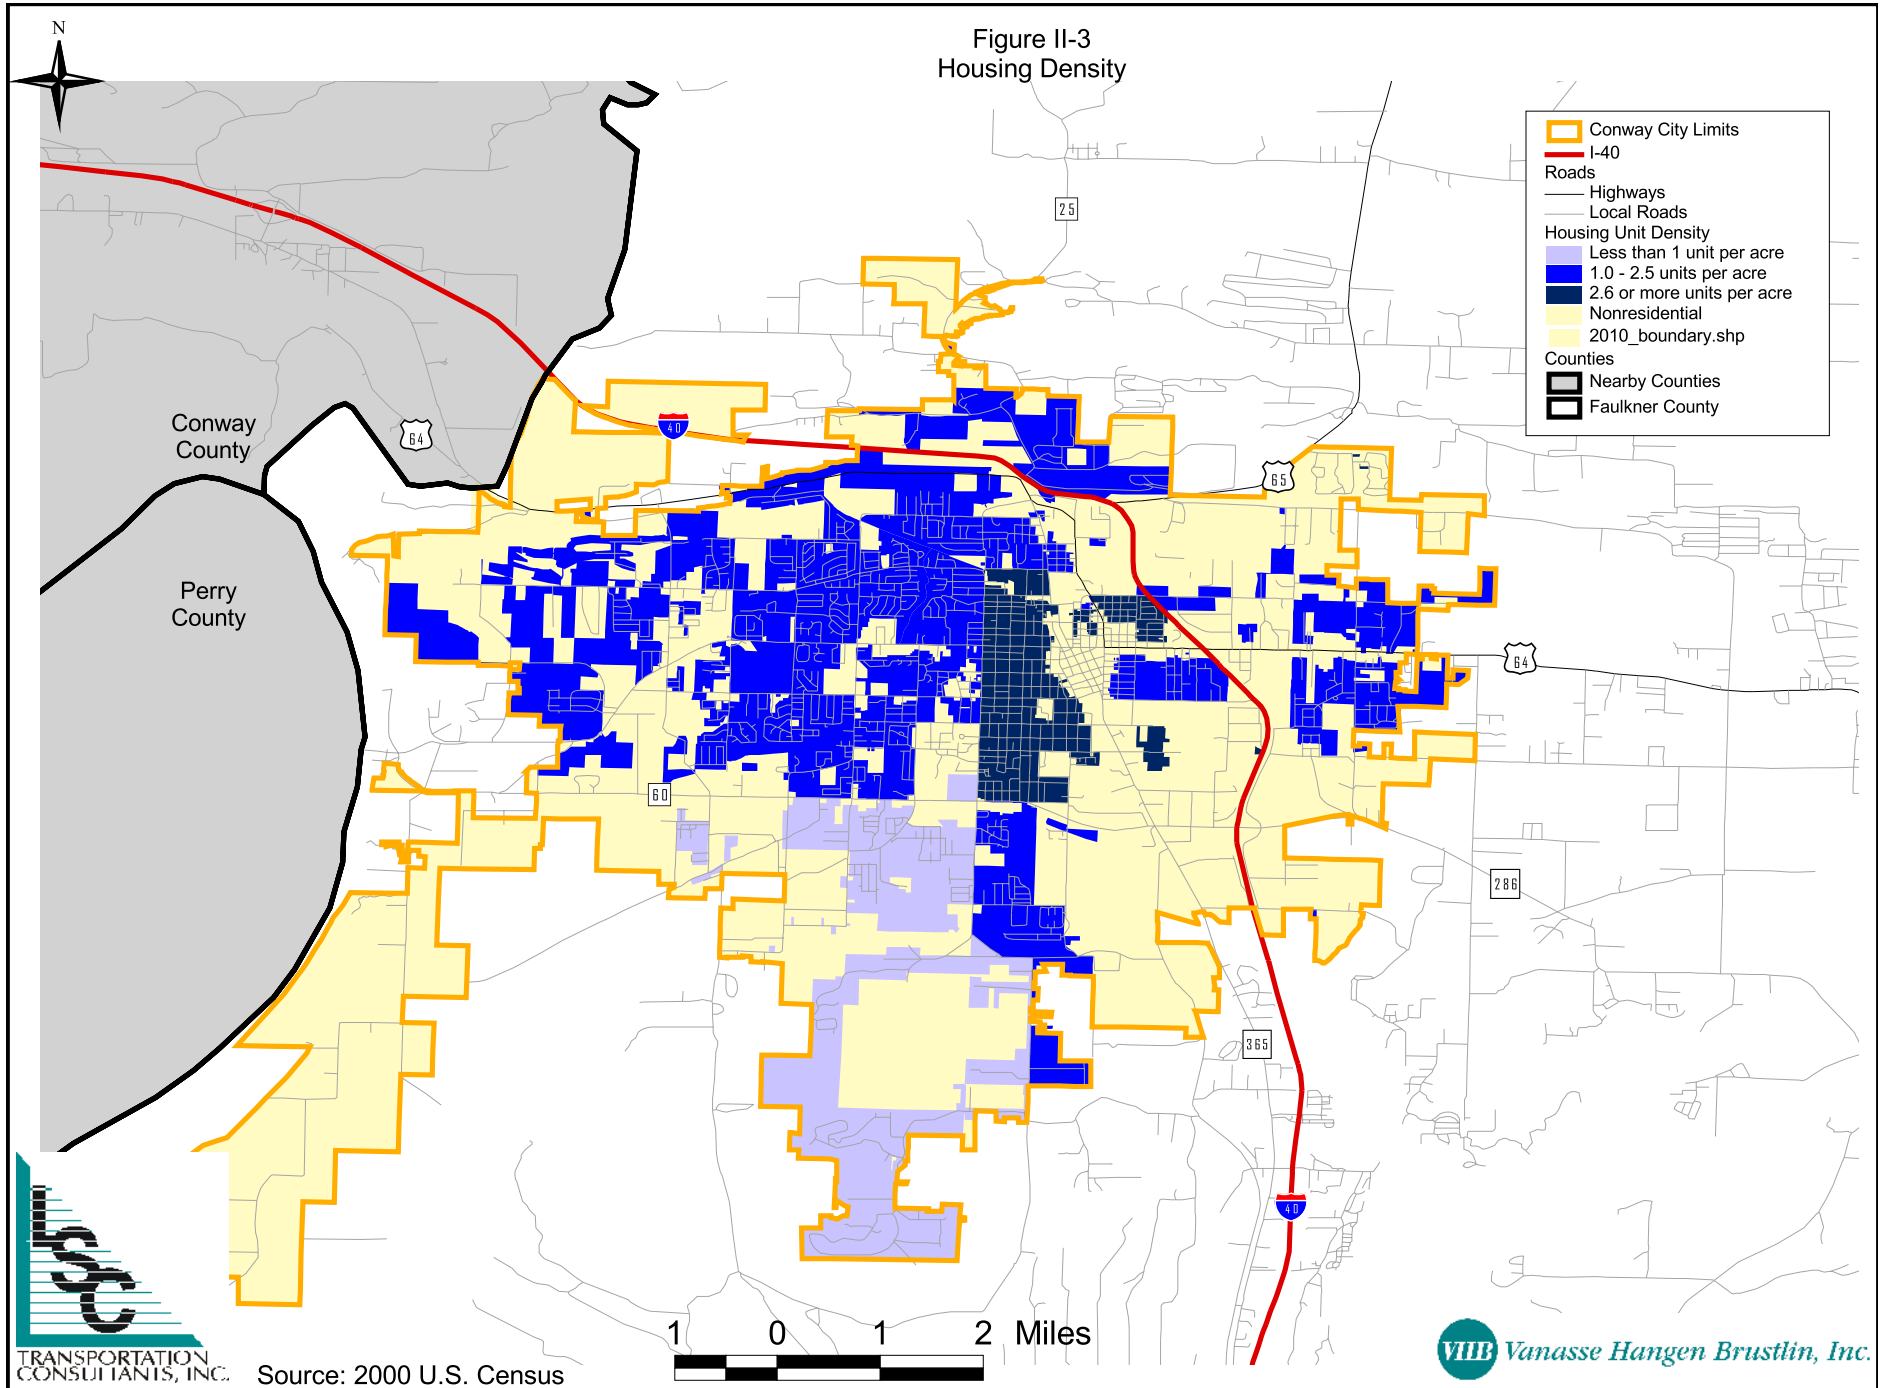 N
Figure II-3
Housing Density
Conway City Limits
I-40
Roads
Highways
Local Roads
Housing Unit Density
Less than 1 unit per acre
1.0 - 2.5 units per acre
2.6 or more units per acre
Nonresidential
2010_boundary.shp
Counties
Nearby Counties
Faulkner County
25
Conway
County
64
40
65
Perry
County
64
60
286
365
40
LSC
TRANSPORTATION
CONSULTANTS, INC.
Source: 2000 U.S. Census
1 0 1 2 Miles
VHB Vanasse Hangen Brustlin, Inc.